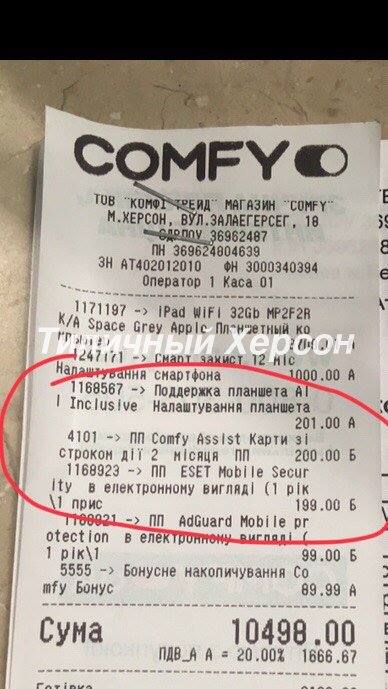 COMFY
ТОВ "КОМФІ ТРЕЙД" МАГАЗИН "COMFY"
М.ХЕРСОН, ВУЛ.ЗАЛАЕГЕРСЕГ, 18
ЄДРПОУ 36962487
ПН 369624804639
ЗН АТ402012010 ФН 3000340394
Оператор 1 Каса 01
1171197 -> iPad WiFi 32Gb MP2F2R
K/A Space Grey Apple Планшетный ко
Типичный Херсон
1247171 -> Смарт захист 12 Atc
Налаштування смартфона 1000.00 А
1168567 -> Поддержка планшета Al
l Inclusive Налаштування планшета
201.00 А
4101 -> ПП Comfy Assist Карти зі
строком дії 2 місяця ПП 200.00 Б
1168923 -> ПП ESET Mobile Secur
ity в електронному вигляді (1 рік
\1 прис 199.00 Б
1168921 -> ПП AdGuard Mobile pr
otection в електронному вигляді (
1 рік\1 99.00 Б
5555 -> Бонусне накопичування Co
mfy Бонус 89.99 А
Сума 10498.00
ПДВ_А А = 20.00% 1666.67
Готівка